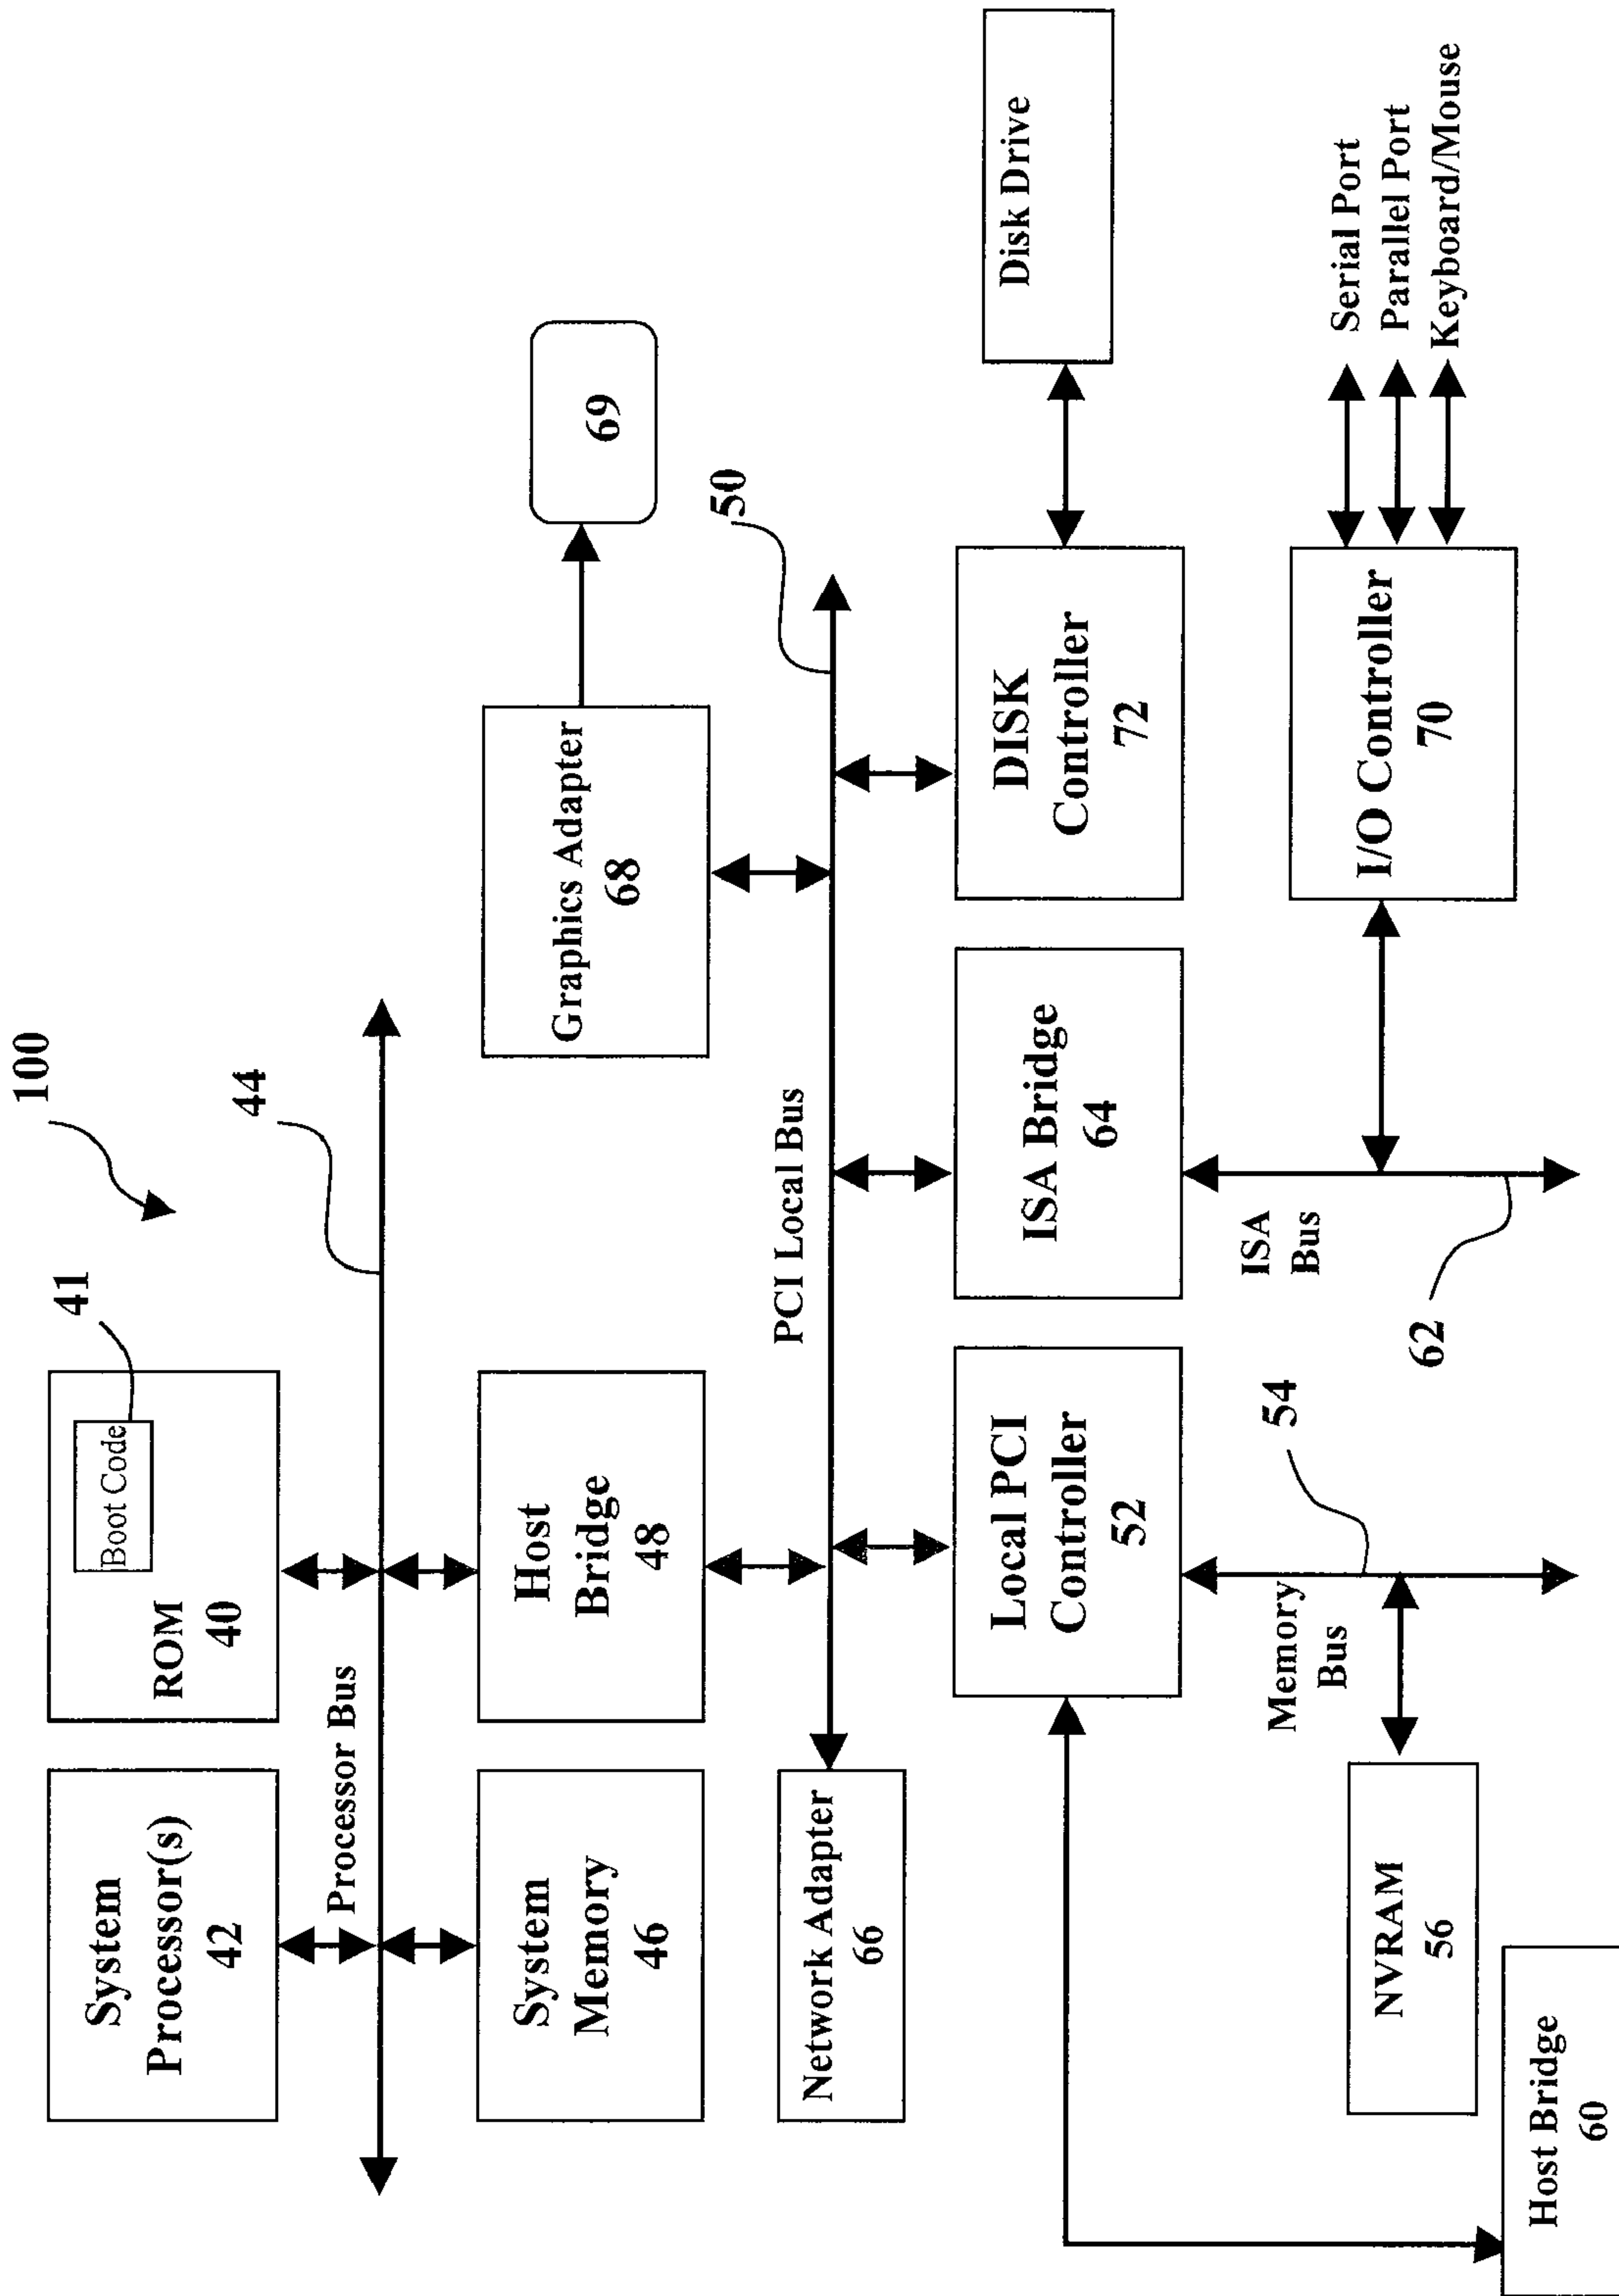 100
System
Processor(s)
42
ROM
40
Boot Code
41
Processor Bus
44
System
Memory
46
Host
Bridge
48
Graphics Adapter
68
69
Network Adapter
66
PCI Local Bus
50
Local PCI
Controller
52
ISA Bridge
64
DISK
Controller
72
Disk Drive
Memory
Bus
54
ISA
Bus
62
I/O Controller
70
Serial Port
Parallel Port
Keyboard/Mouse
NVRAM
56
Host Bridge
60